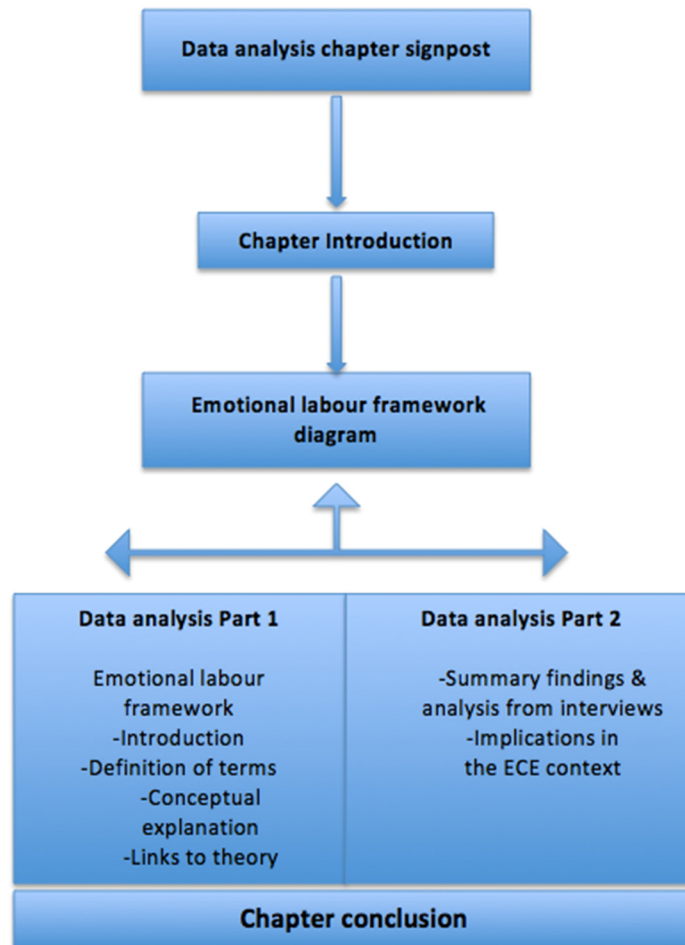 Data analysis chapter signpost
Chapter Introduction
Emotional labour framework
diagram
Data analysis Part 1
Emotional labour
framework
-Introduction
-Definition of terms
-Conceptual
explanation
-Links to theory
Data analysis Part 2
-Summary findings &
analysis from interviews
-Implications in
the ECE context
Chapter conclusion